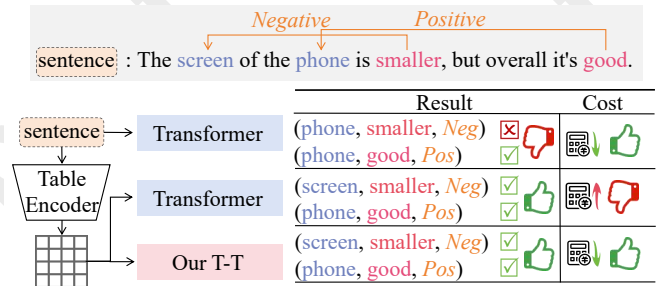 Negative Positive
sentence : The screen of the phone is smaller, but overall it's good.
Result Cost
sentence Transformer (phone, smaller, Neg)
(phone, good, Pos)
Table Encoder Transformer (screen, smaller, Neg)
(phone, good, Pos)
Our T-T (screen, smaller, Neg)
(phone, good, Pos)